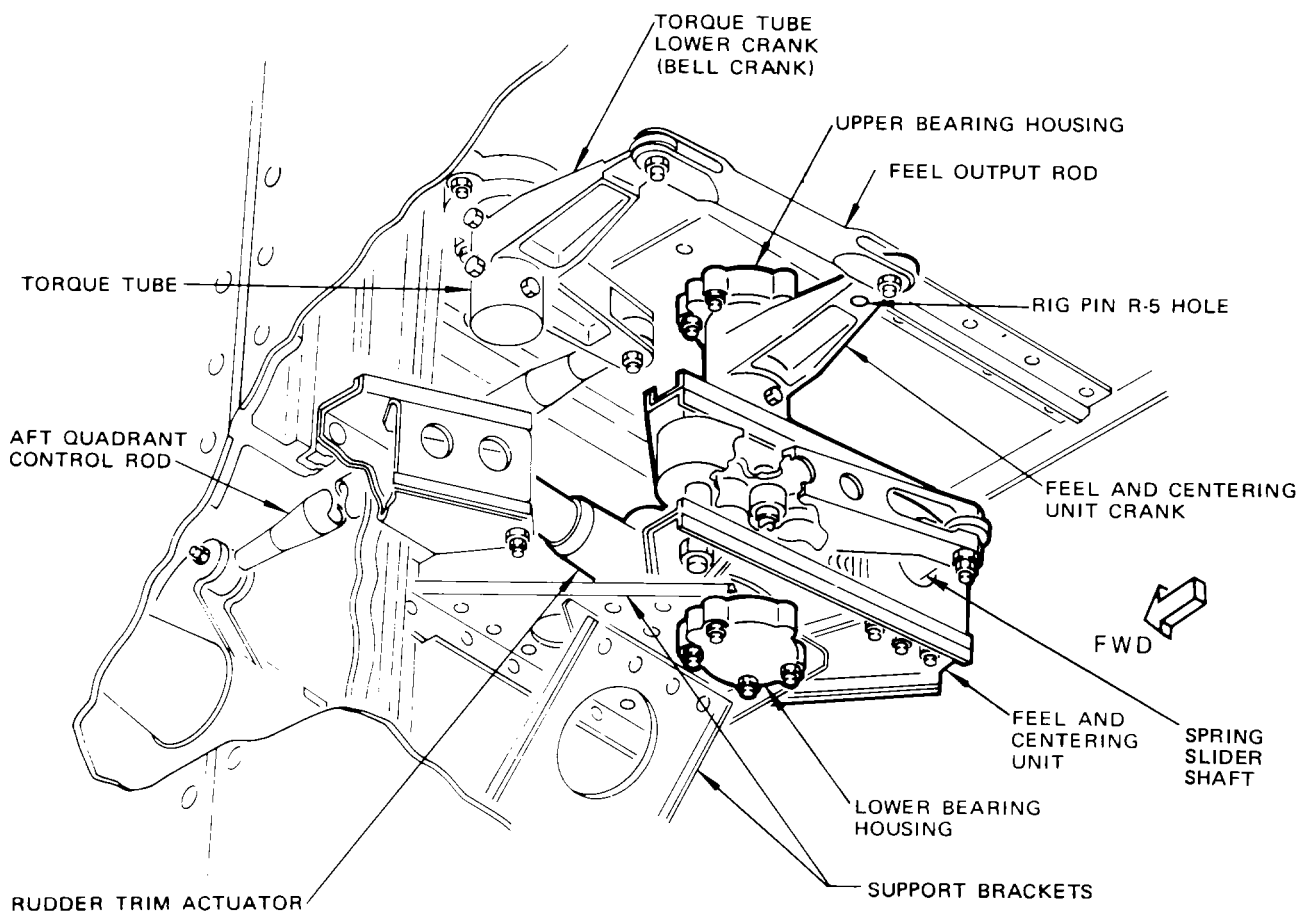 TORQUE TUBE
LOWER CRANK
(BELL CRANK)
UPPER BEARING HOUSING
FEEL OUTPUT ROD
TORQUE TUBE
RIG PIN R-5 HOLE
AFT QUADRANT
CONTROL ROD
FEEL AND CENTERING
UNIT CRANK
FWD
FEEL AND
CENTERING
UNIT
SPRING
SLIDER
SHAFT
LOWER BEARING
HOUSING
RUDDER TRIM ACTUATOR
SUPPORT BRACKETS